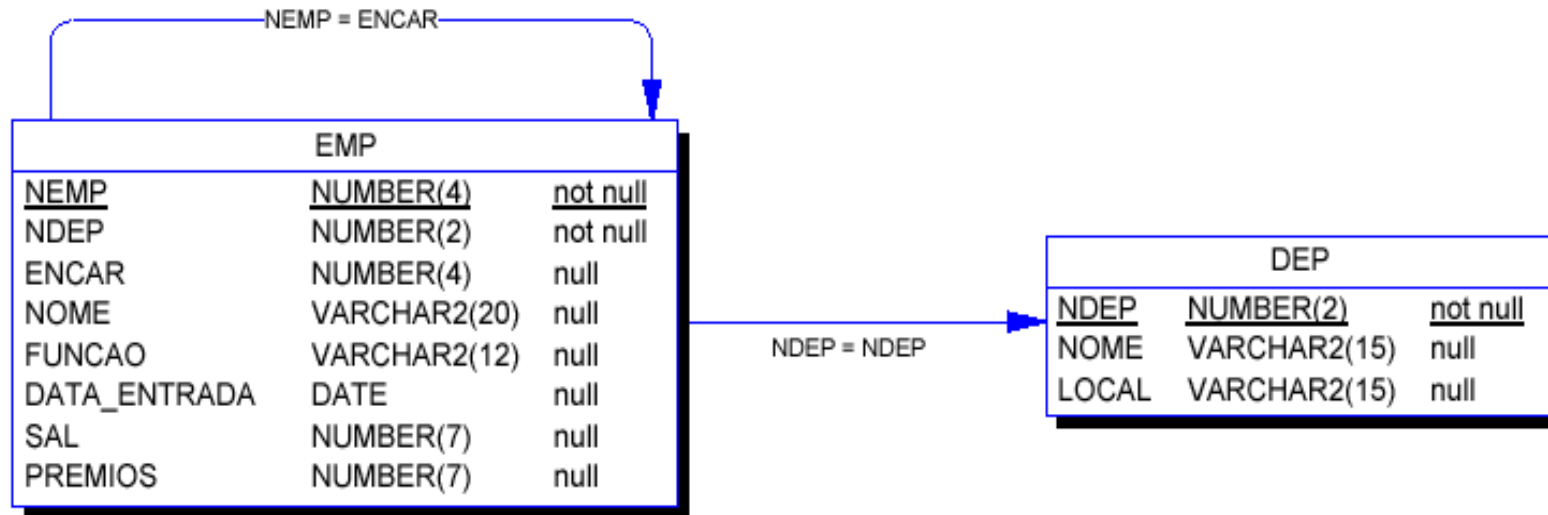 NEMP = ENCAR
EMP
NEMP NUMBER(4) not null
NDEP NUMBER(2) not null
ENCAR NUMBER(4) null
NOME VARCHAR2(20) null
FUNCAO VARCHAR2(12) null
DATA_ENTRADA DATE null
SAL NUMBER(7) null
PREMIOS NUMBER(7) null
NDEP = NDEP
DEP
NDEP NUMBER(2) not null
NOME VARCHAR2(15) null
LOCAL VARCHAR2(15) null